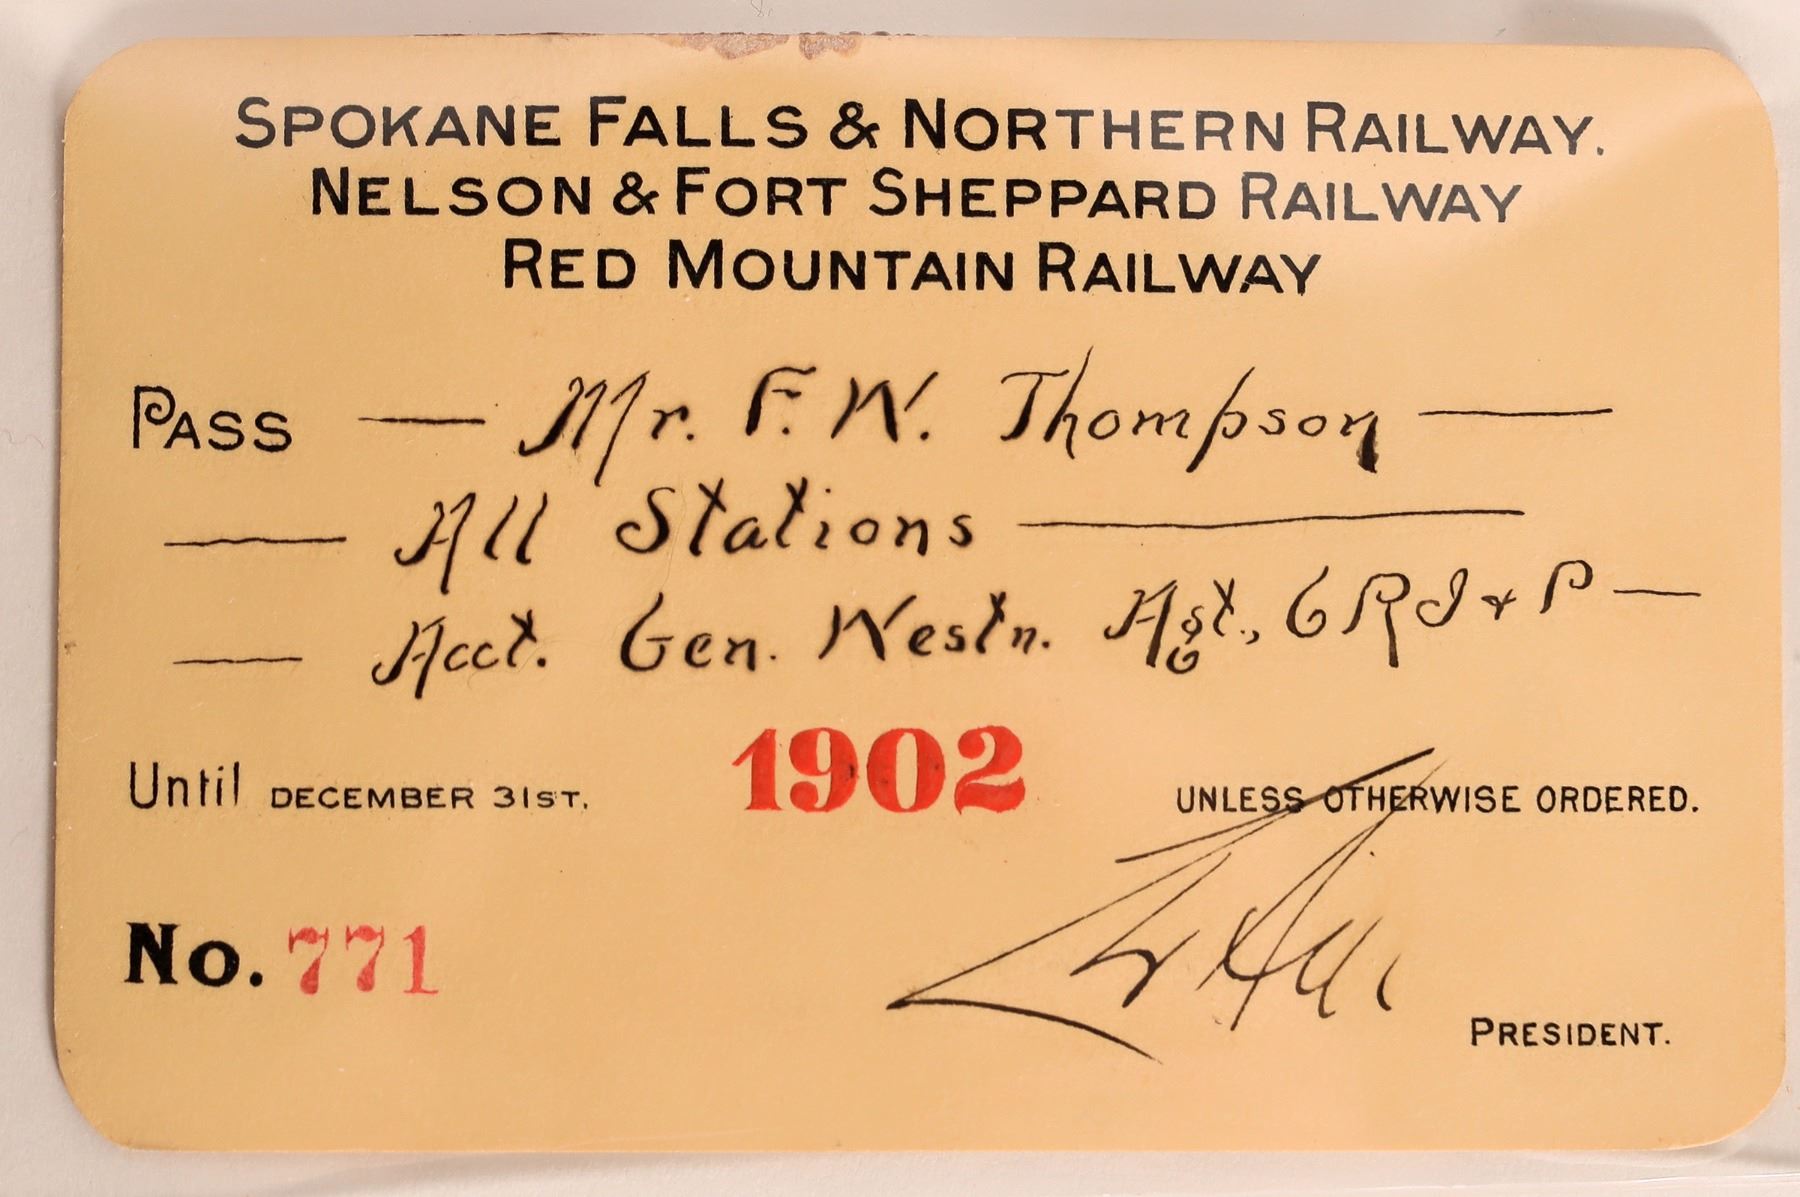 SPOKANE FALLS & NORTHERN RAILWAY.
NELSON & FORT SHEPPARD RAILWAY
RED MOUNTAIN RAILWAY
PASS — Mr. F. W. Thompson —
— All Stations —
— Acct. Gen. Westn. Agt., C R I & P —
Until DECEMBER 31ST. 1902 UNLESS OTHERWISE ORDERED.
No. 771
PRESIDENT.